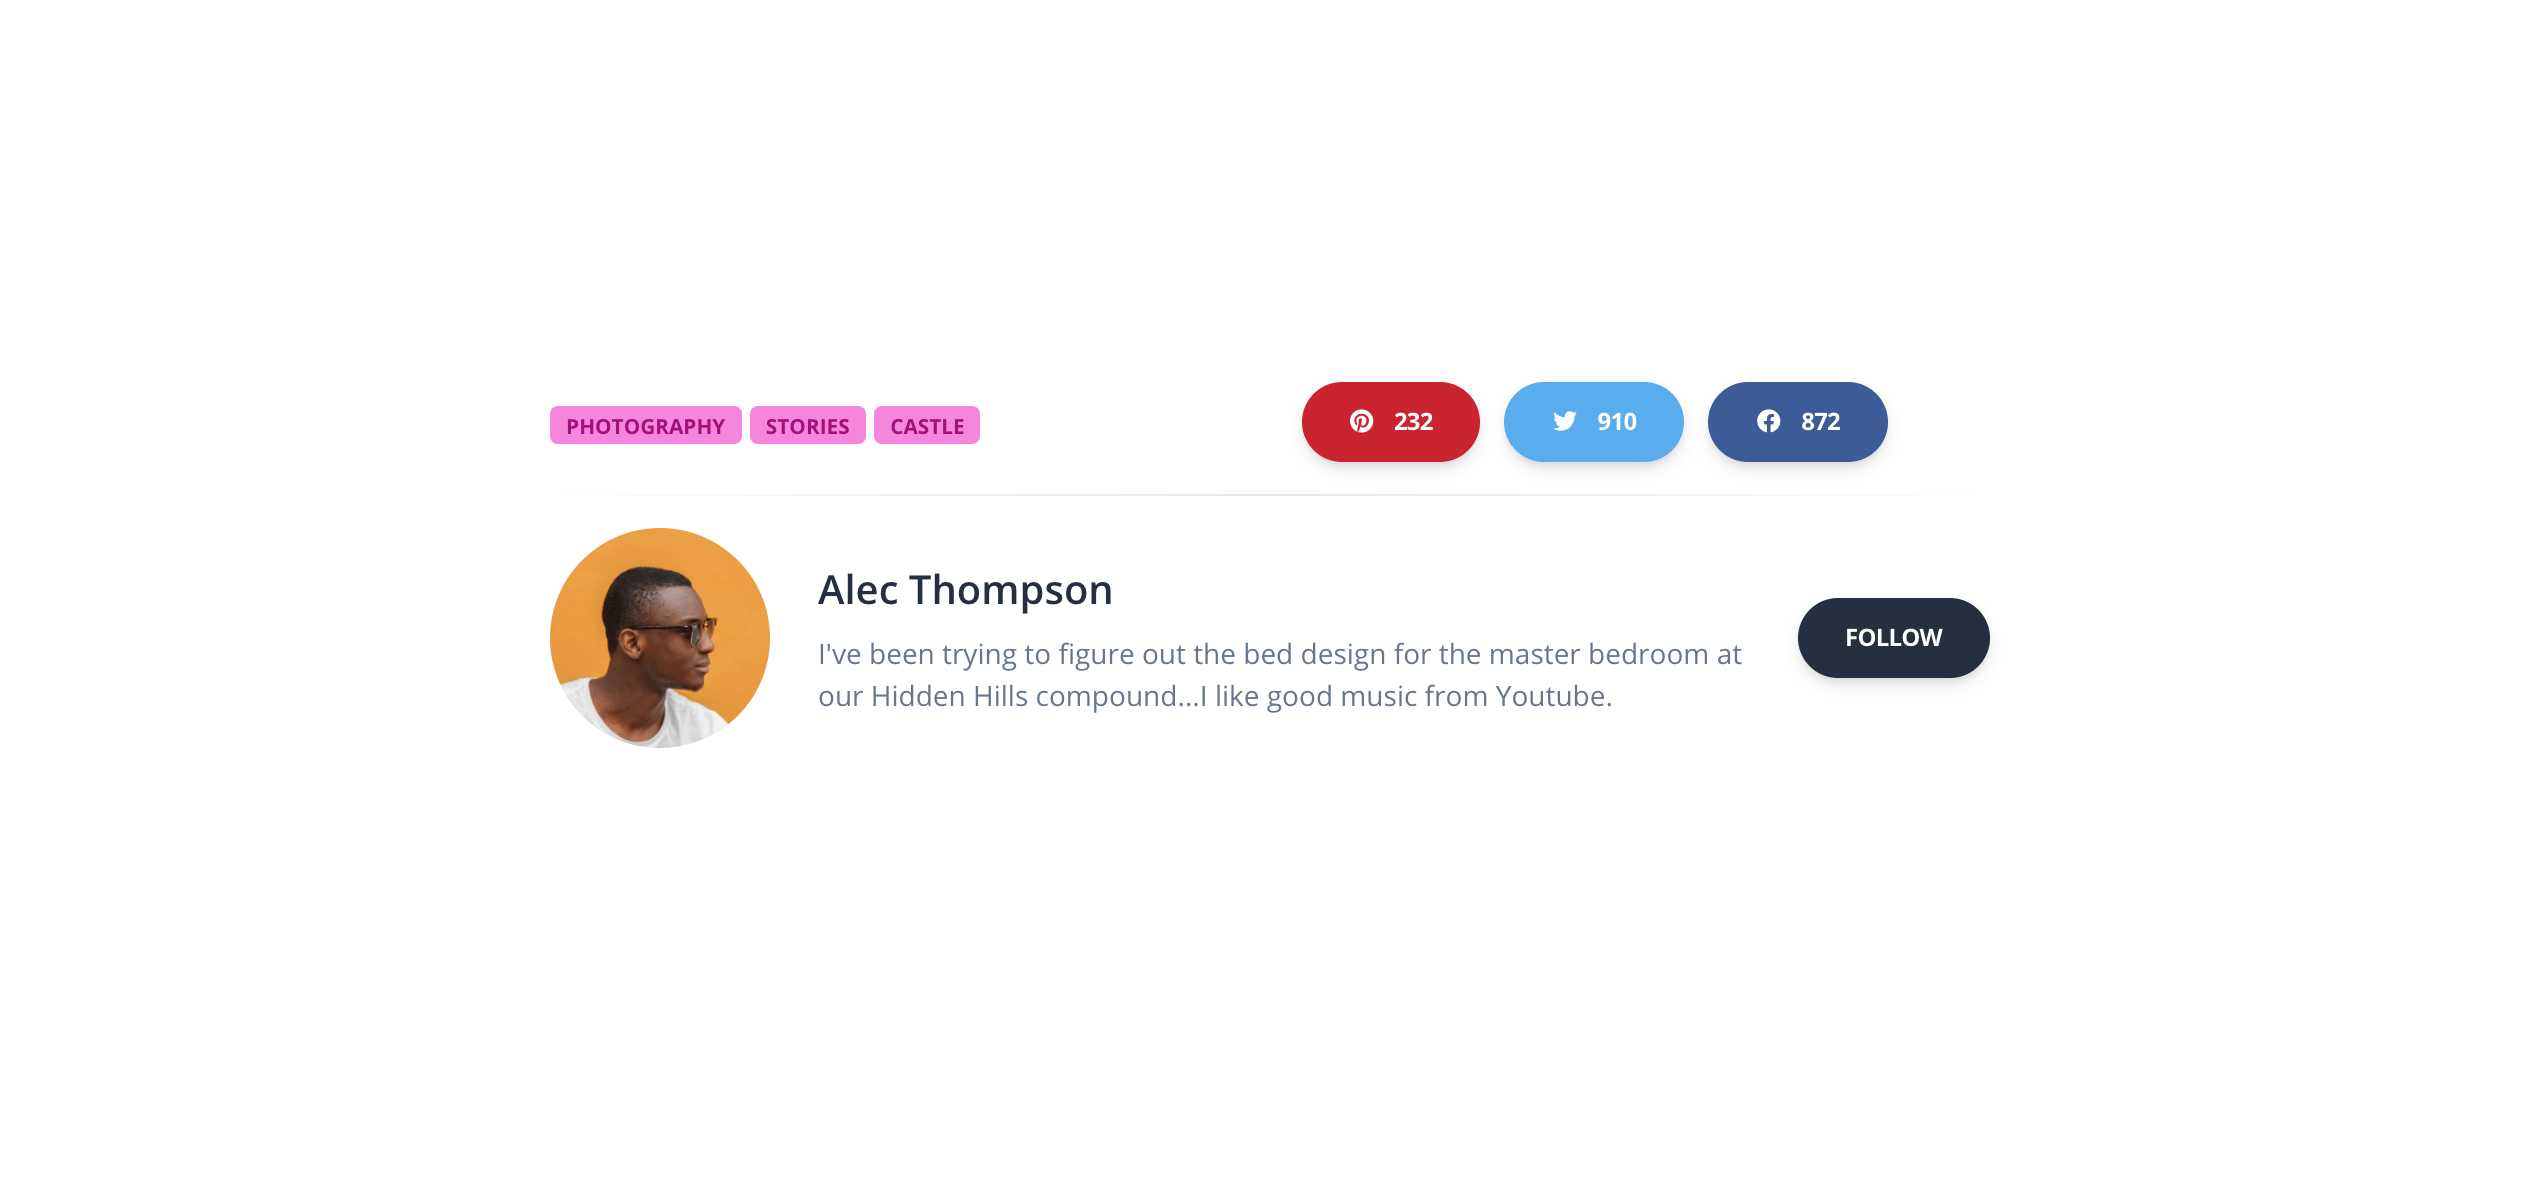 PHOTOGRAPHY STORIES CASTLE 232 910 872
Alec Thompson
I've been trying to figure out the bed design for the master bedroom at
our Hidden Hills compound...I like good music from Youtube.
FOLLOW